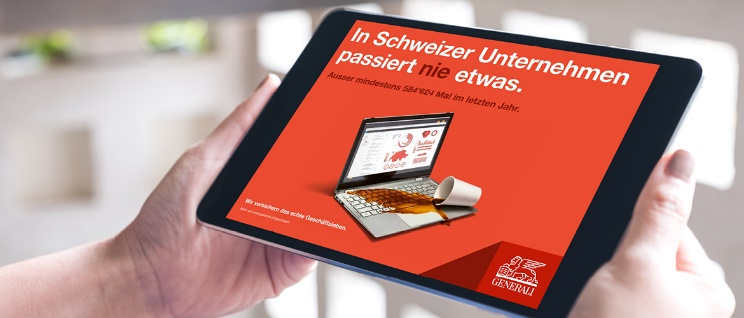 In Schweizer Unternehmen
passiert nie etwas.
Ausser mindestens 584'624 Mal im letzten Jahr.
Wir versichern das echte Geschäftsleben.
GENERALI